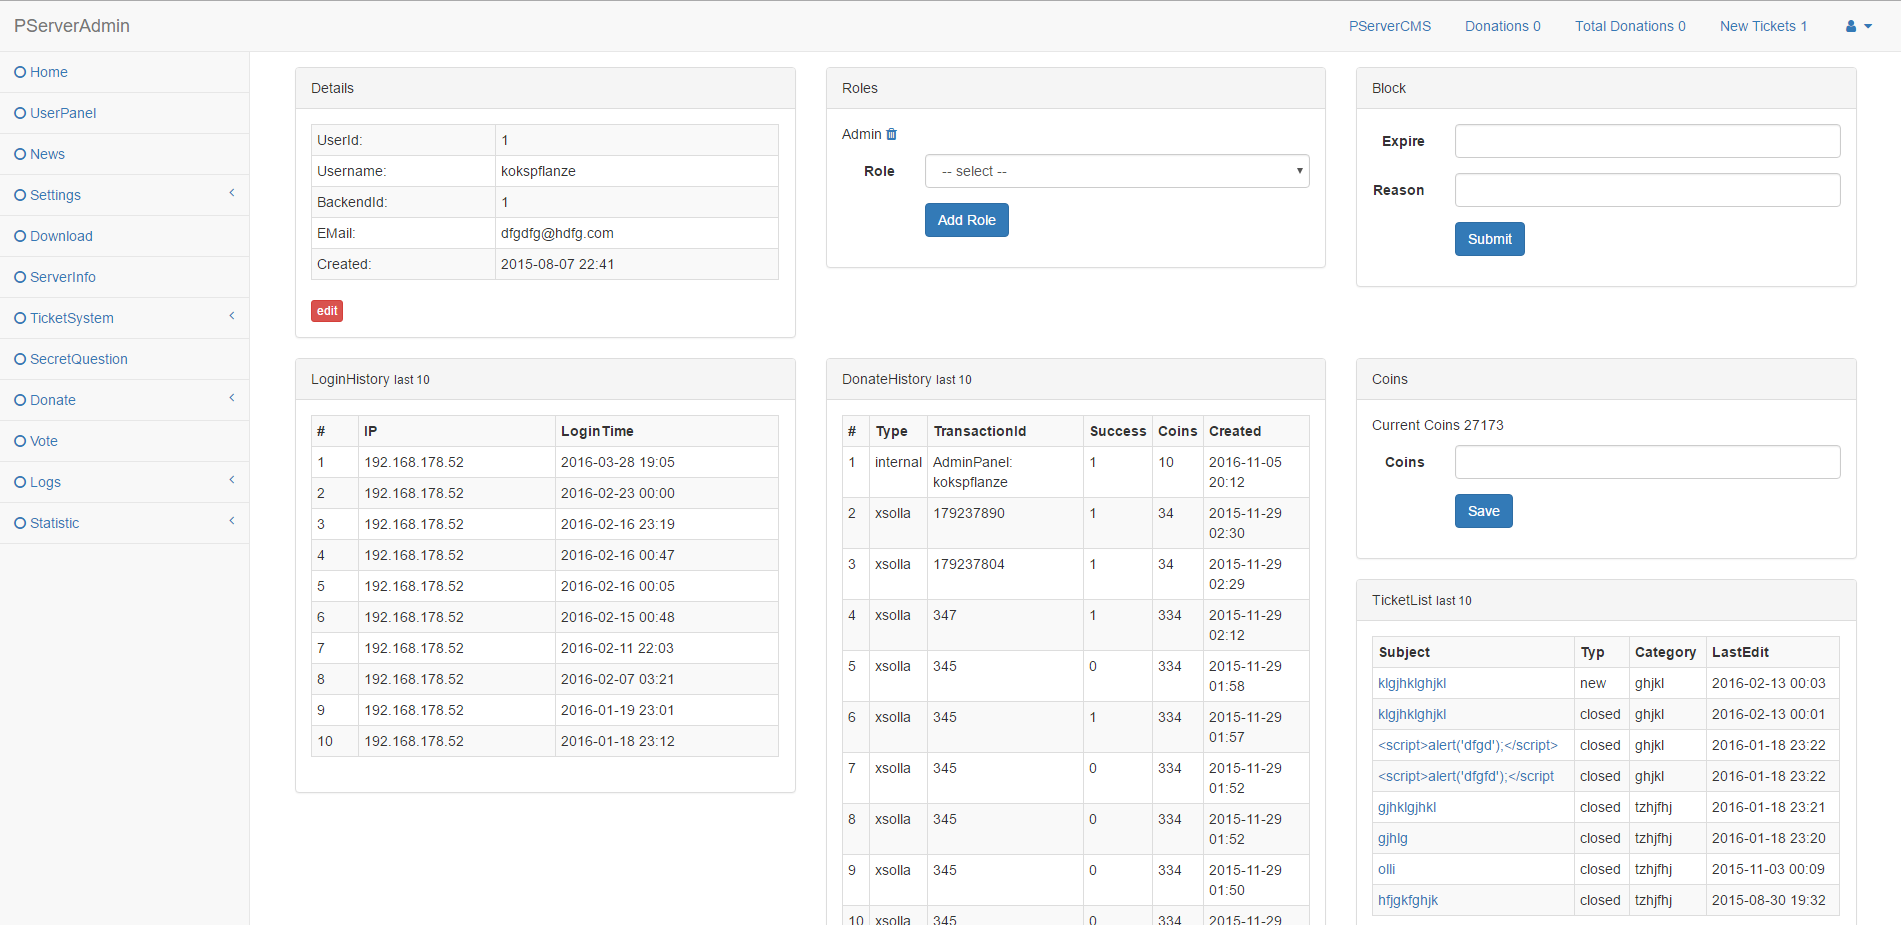 PServerAdmin
PServerCMS
Donations 0
Total Donations 0
New Tickets 1
Home
UserPanel
News
Settings
Download
ServerInfo
TicketSystem
SecretQuestion
Donate
Vote
Logs
Statistic
Details
UserId: 1
Username: kokspflanze
BackendId: 1
EMail: dfgdfg@hdfg.com
Created: 2015-08-07 22:41
edit
Roles
Admin
Role -- select --
Add Role
Block
Expire
Reason
Submit
LoginHistory last 10
# IP LoginTime
1 192.168.178.52 2016-03-28 19:05
2 192.168.178.52 2016-02-23 00:00
3 192.168.178.52 2016-02-16 23:19
4 192.168.178.52 2016-02-16 00:47
5 192.168.178.52 2016-02-16 00:05
6 192.168.178.52 2016-02-15 00:48
7 192.168.178.52 2016-02-11 22:03
8 192.168.178.52 2016-02-07 03:21
9 192.168.178.52 2016-01-19 23:01
10 192.168.178.52 2016-01-18 23:12
DonateHistory last 10
# Type TransactionId Success Coins Created
1 internal AdminPanel: 1 10 2016-11-05
kokspflanze 20:12
2 xsolla 179237890 1 34 2015-11-29
02:30
3 xsolla 179237804 1 34 2015-11-29
02:29
4 xsolla 347 1 334 2015-11-29
02:12
5 xsolla 345 0 334 2015-11-29
01:58
6 xsolla 345 1 334 2015-11-29
01:57
7 xsolla 345 0 334 2015-11-29
01:52
8 xsolla 345 0 334 2015-11-29
01:52
9 xsolla 345 0 334 2015-11-29
01:50
10 xsolla 345 0 334 2015-11-29
Coins
Current Coins 27173
Coins
Save
TicketList last 10
Subject Typ Category LastEdit
klgjhklghjkl new ghjkl 2016-02-13 00:03
klgjhklghjkl closed ghjkl 2016-02-13 00:01
&lt;script&gt;alert('dfgd');&lt;/script&gt; closed ghjkl 2016-01-18 23:22
&lt;script&gt;alert('dfgfd');&lt;/script closed ghjkl 2016-01-18 23:22
gjhklgjhkl closed tzhjfhj 2016-01-18 23:21
gjhlg closed tzhjfhj 2016-01-18 23:20
olli closed tzhjfhj 2015-11-03 00:09
hfjgkfghjk closed tzhjfhj 2015-08-30 19:32